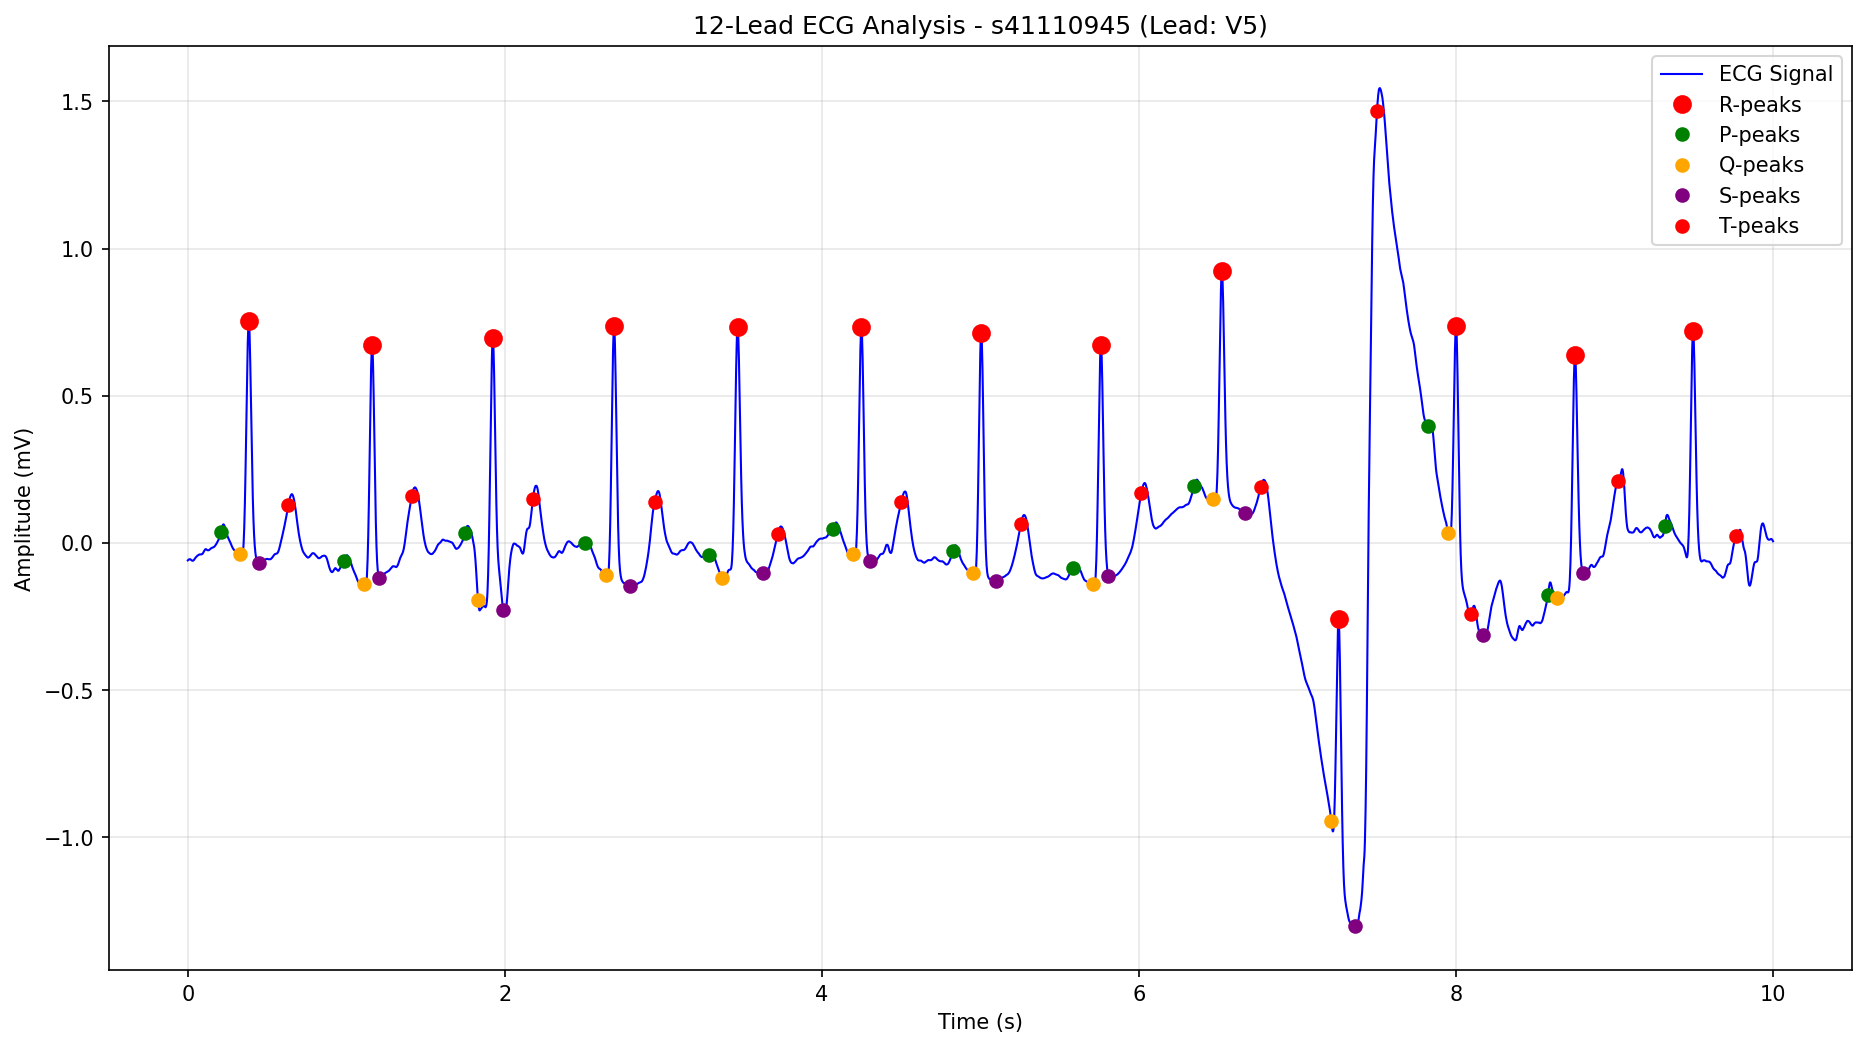 12-Lead ECG Analysis - s41110945 (Lead: V5)
ECG Signal
R-peaks
P-peaks
Q-peaks
S-peaks
T-peaks
Amplitude (mV)
1.5
1.0
0.5
0.0
−0.5
−1.0
0
2
4
6
8
10
Time (s)